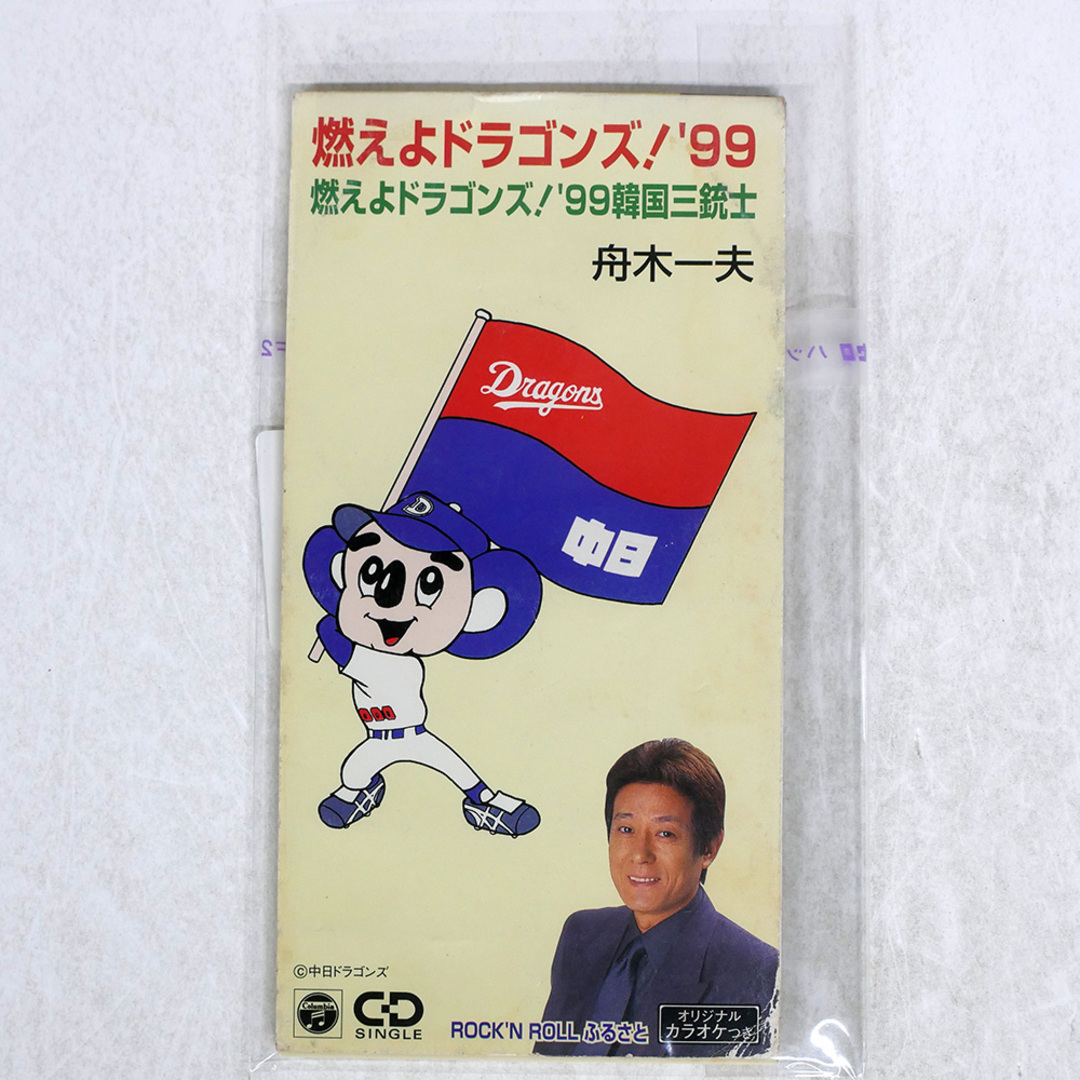 燃えよドラゴンズ!'99
燃えよドラゴンズ!'99韓国三銃士
舟木一夫
Dragons
中日
D
©中日ドラゴンズ
Columbia
CD
SINGLE
ROCK'N ROLL ふるさと
オリジナル
カラオケつき